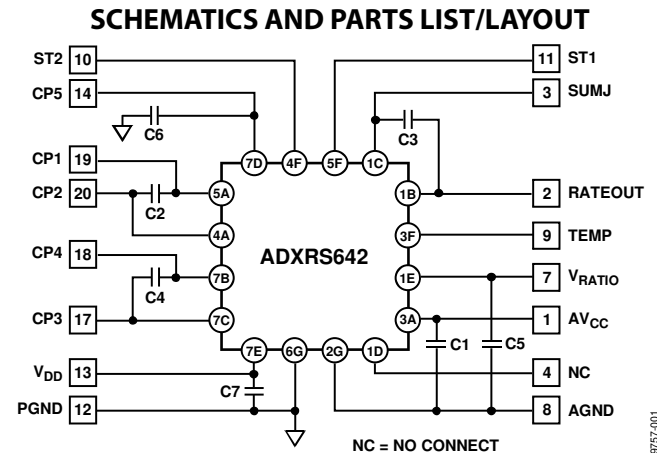 SCHEMATICS AND PARTS LIST/LAYOUT
ST2 10
11 ST1
CP5 14
3 SUMJ
C6
C3
CP1 19
7D 4F 5F 1C
CP2 20
C2
5A
1B
2 RATEOUT
4A
ADXRS642
3F
9 TEMP
CP4 18
C4
7B
1E
7 VRATIO
CP3 17
7C
3A
1 AVCC
C1
C5
VDD 13
7E 6G 2G 1D
4 NC
C7
PGND 12
8 AGND
NC = NO CONNECT
9757-001